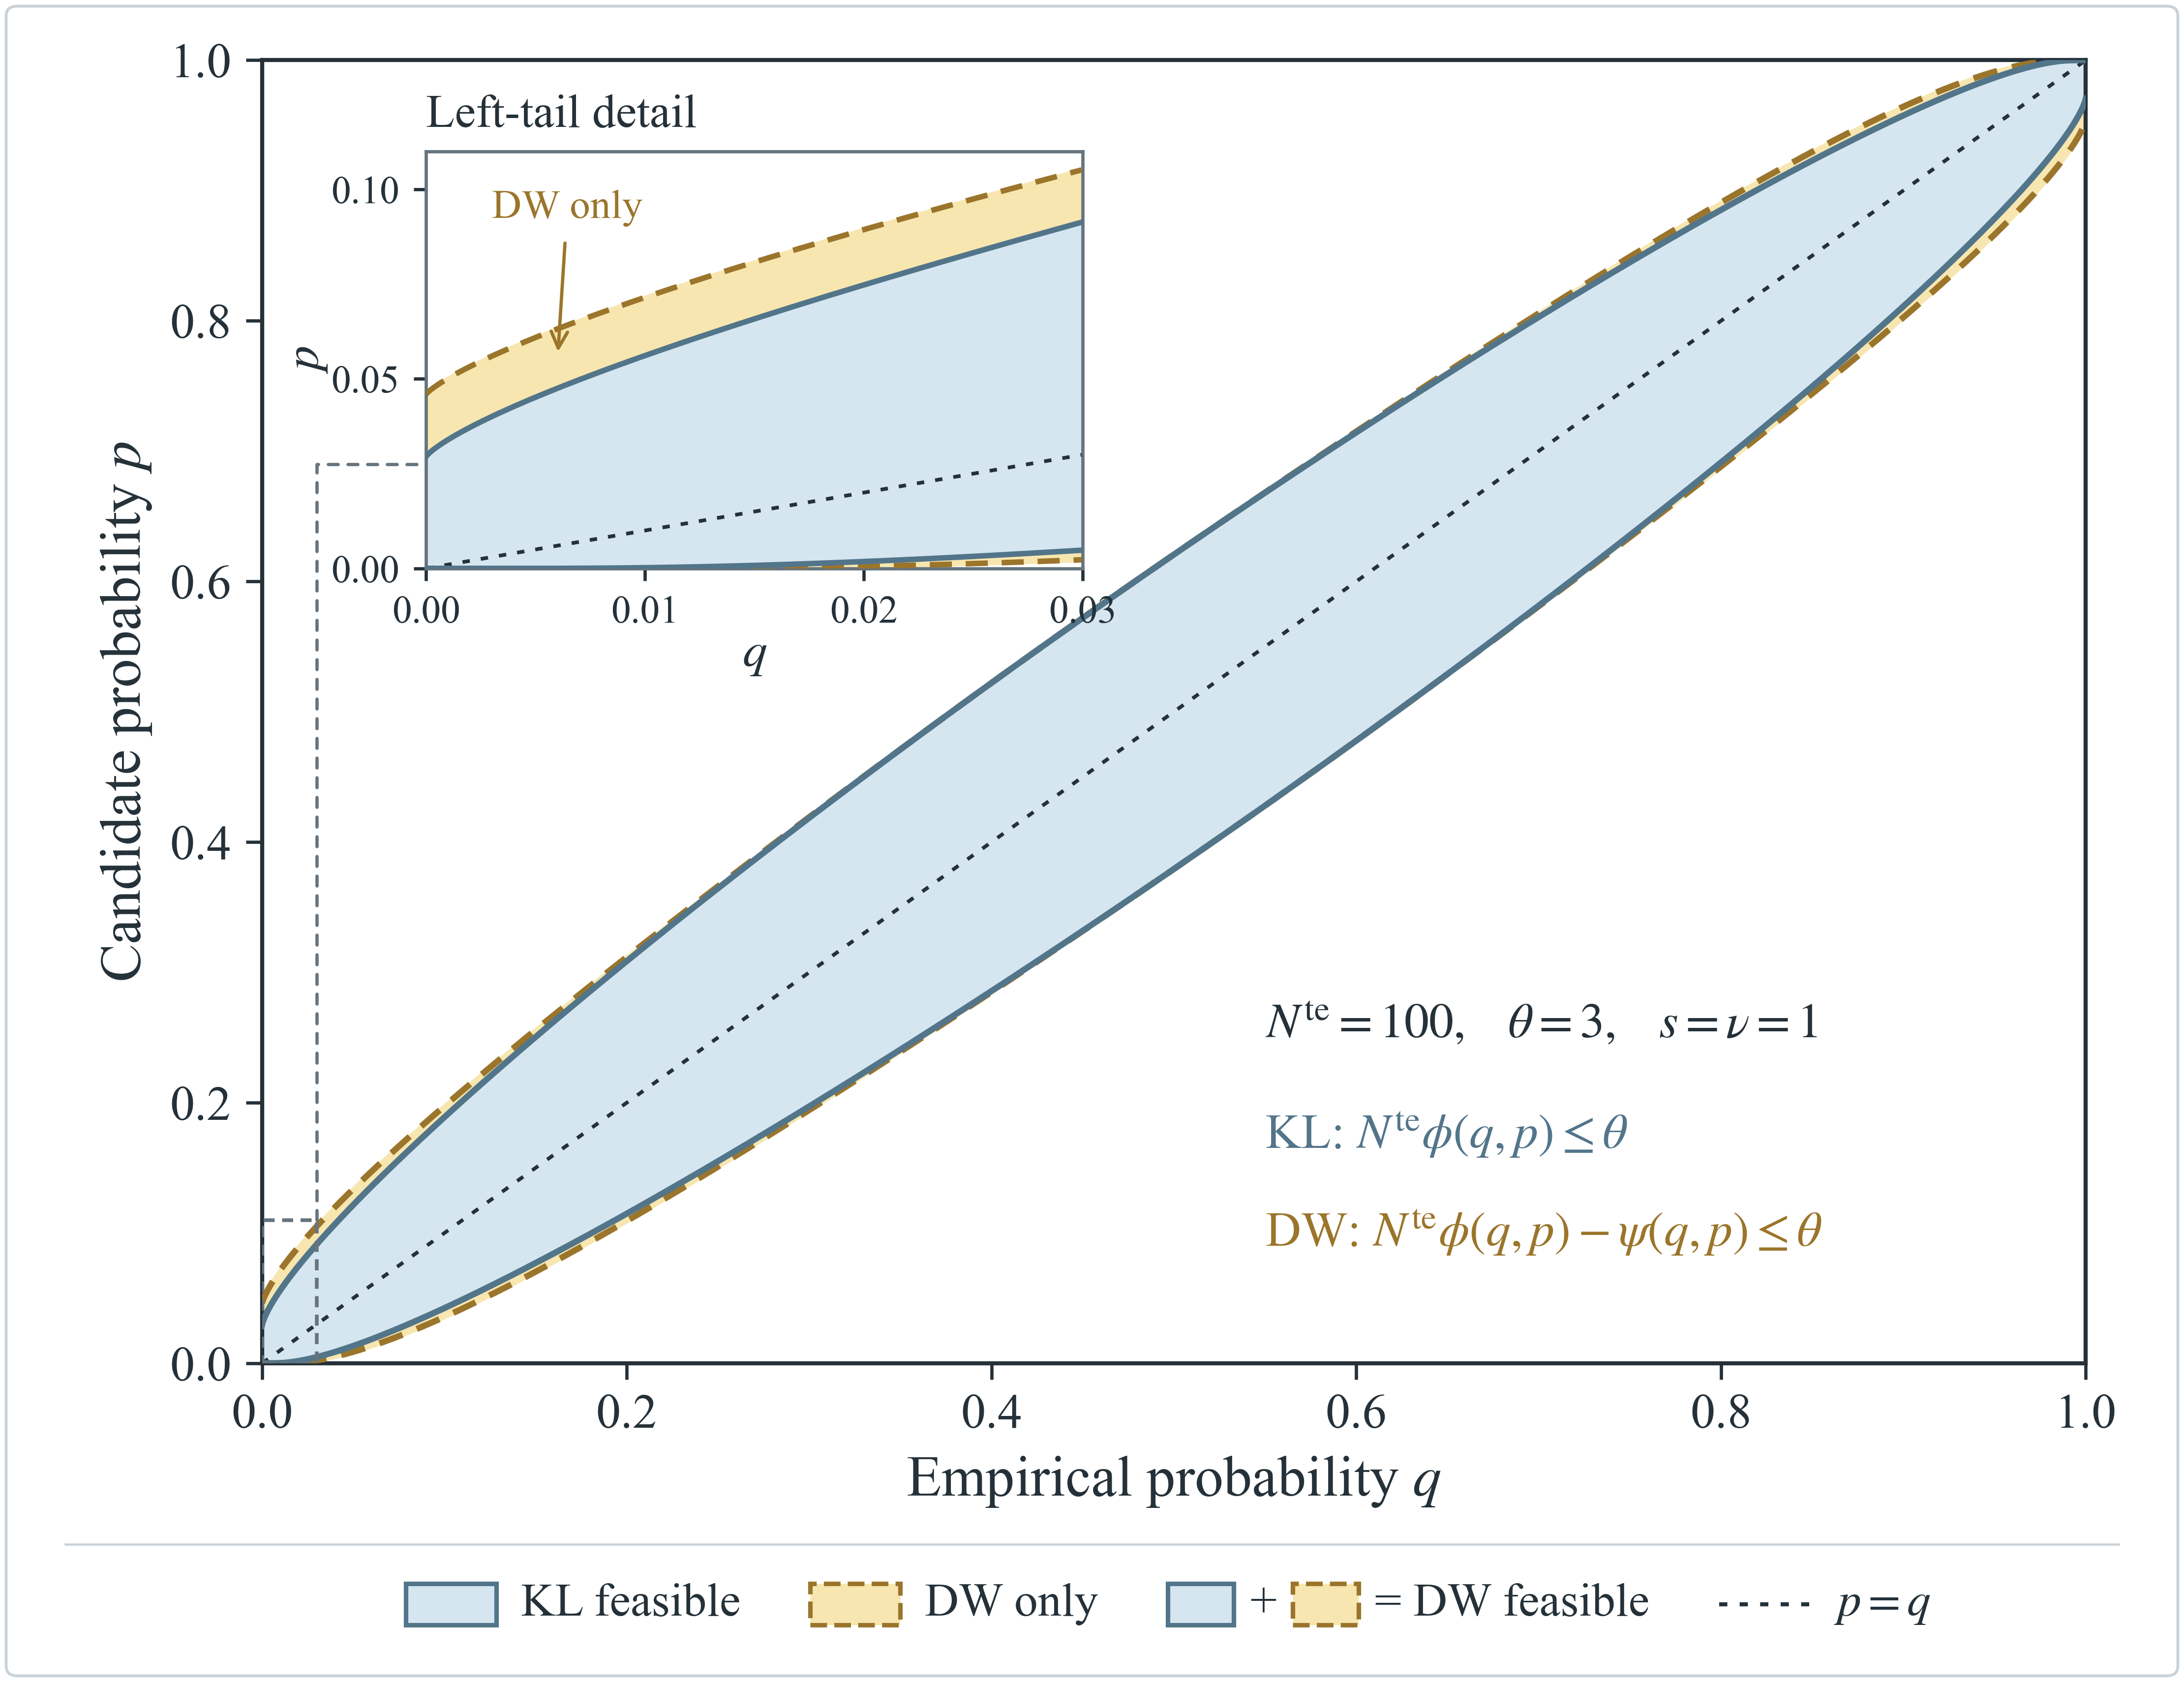 1.0
0.8
0.6
0.4
0.2
0.0
Candidate probability p
Left-tail detail
0.10
0.05
0.00
p
DW only
0.00 0.01 0.02 0.03
q
N^te = 100, θ = 3, s = ν = 1
KL: N^te ϕ(q, p) ≤ θ
DW: N^te ϕ(q, p) − ψ(q, p) ≤ θ
0.0 0.2 0.4 0.6 0.8 1.0
Empirical probability q
KL feasible DW only + = DW feasible p = q